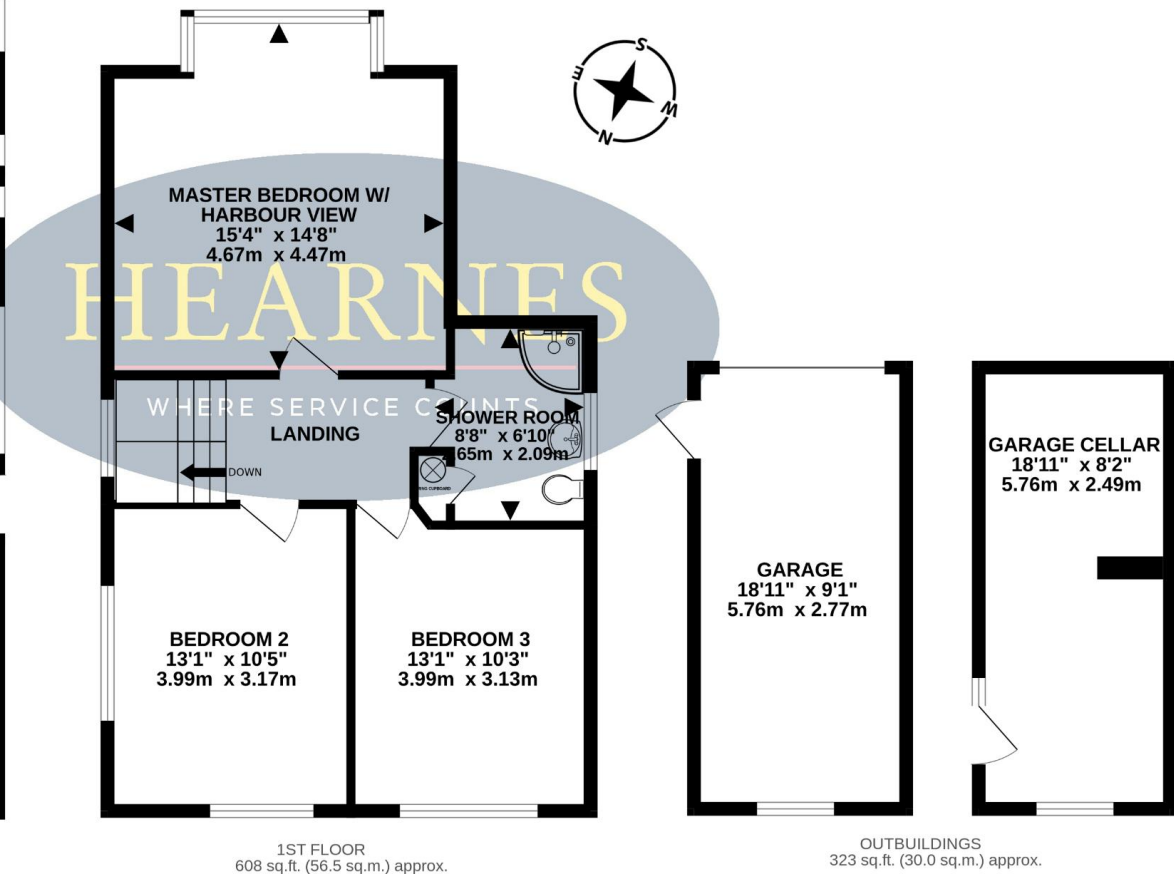 S
E
W
N
MASTER BEDROOM W/
HARBOUR VIEW
15'4" x 14'8"
4.67m x 4.47m
HEARNES
WHERE SERVICE COUNTS
LANDING
DOWN
SHOWER ROOM
8'8" x 6'10"
2.65m x 2.09m
CUPBOARD
BEDROOM 2
13'1" x 10'5"
3.99m x 3.17m
BEDROOM 3
13'1" x 10'3"
3.99m x 3.13m
GARAGE
18'11" x 9'1"
5.76m x 2.77m
GARAGE CELLAR
18'11" x 8'2"
5.76m x 2.49m
1ST FLOOR
608 sq.ft. (56.5 sq.m.) approx.
OUTBUILDINGS
323 sq.ft. (30.0 sq.m.) approx.